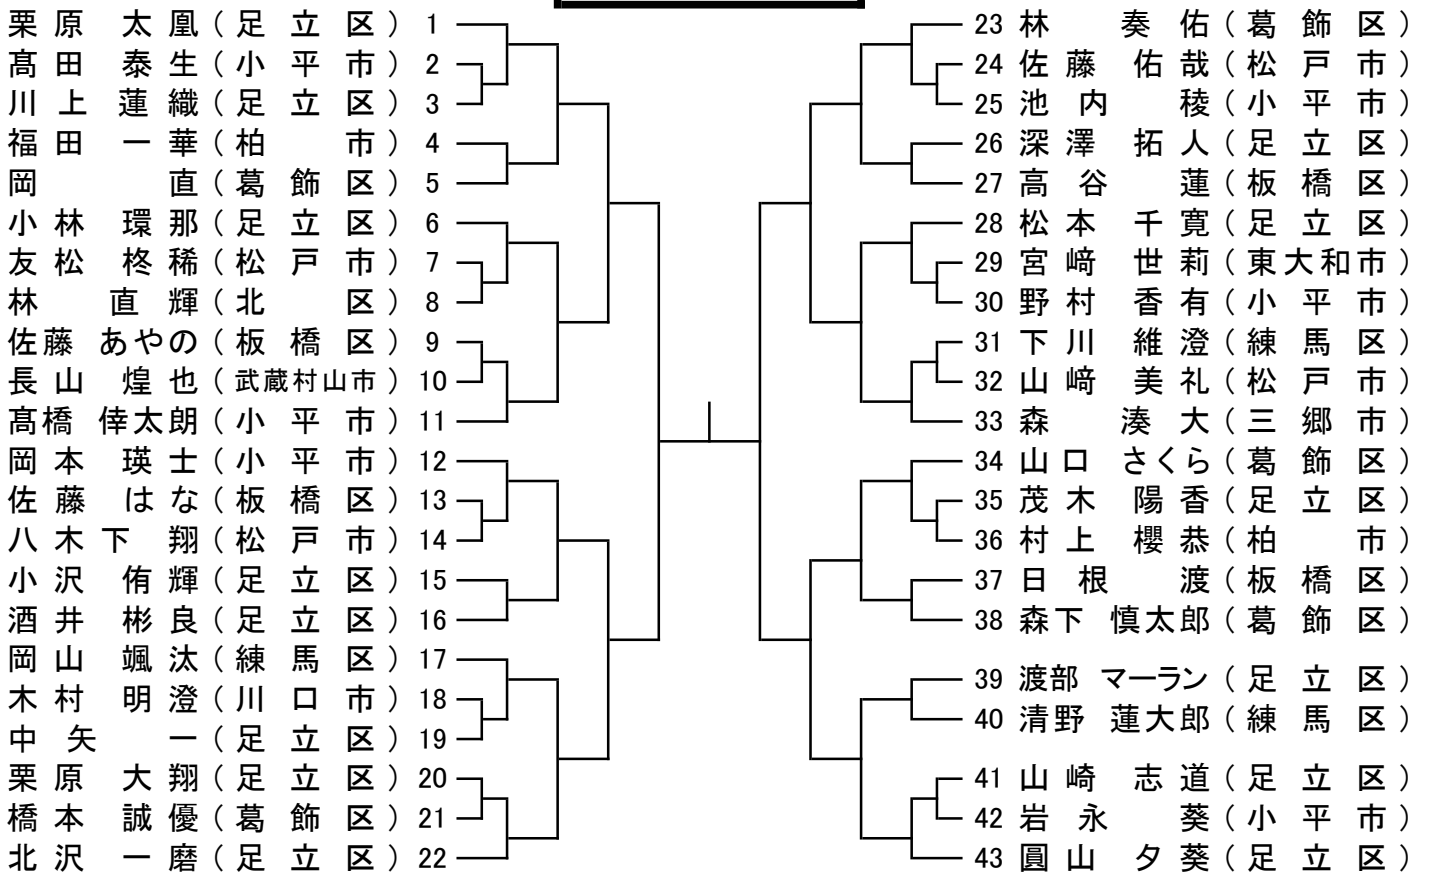 栗原 太凰(足立区) 1
髙田 泰生(小平市) 2
川上 蓮織(足立区) 3
福田 一華(柏市) 4
岡 直(葛飾区) 5
小林 環那(足立区) 6
友松 柊稀(松戸市) 7
林 直輝(北区) 8
佐藤 あやの(板橋区) 9
長山 煌也(武蔵村山市) 10
髙橋 倖太朗(小平市) 11
岡本 瑛士(小平市) 12
佐藤 はな(板橋区) 13
八木下 翔(松戸市) 14
小沢 侑輝(足立区) 15
酒井 彬良(足立区) 16
岡山 颯汰(練馬区) 17
木村 明澄(川口市) 18
中矢 一(足立区) 19
栗原 大翔(足立区) 20
橋本 誠優(葛飾区) 21
北沢 一磨(足立区) 22
23 林 奏佑(葛飾区)
24 佐藤 佑哉(松戸市)
25 池内 稜(小平市)
26 深澤 拓人(足立区)
27 高谷 蓮(板橋区)
28 松本 千寛(足立区)
29 宮﨑 世莉(東大和市)
30 野村 香有(小平市)
31 下川 維澄(練馬区)
32 山﨑 美礼(松戸市)
33 森 湊大(三郷市)
34 山口 さくら(葛飾区)
35 茂木 陽香(足立区)
36 村上 櫻恭(柏市)
37 日根 渡(板橋区)
38 森下 慎太郎(葛飾区)
39 渡部 マーラン(足立区)
40 清野 蓮大郎(練馬区)
41 山崎 志道(足立区)
42 岩永 葵(小平市)
43 圓山 夕葵(足立区)